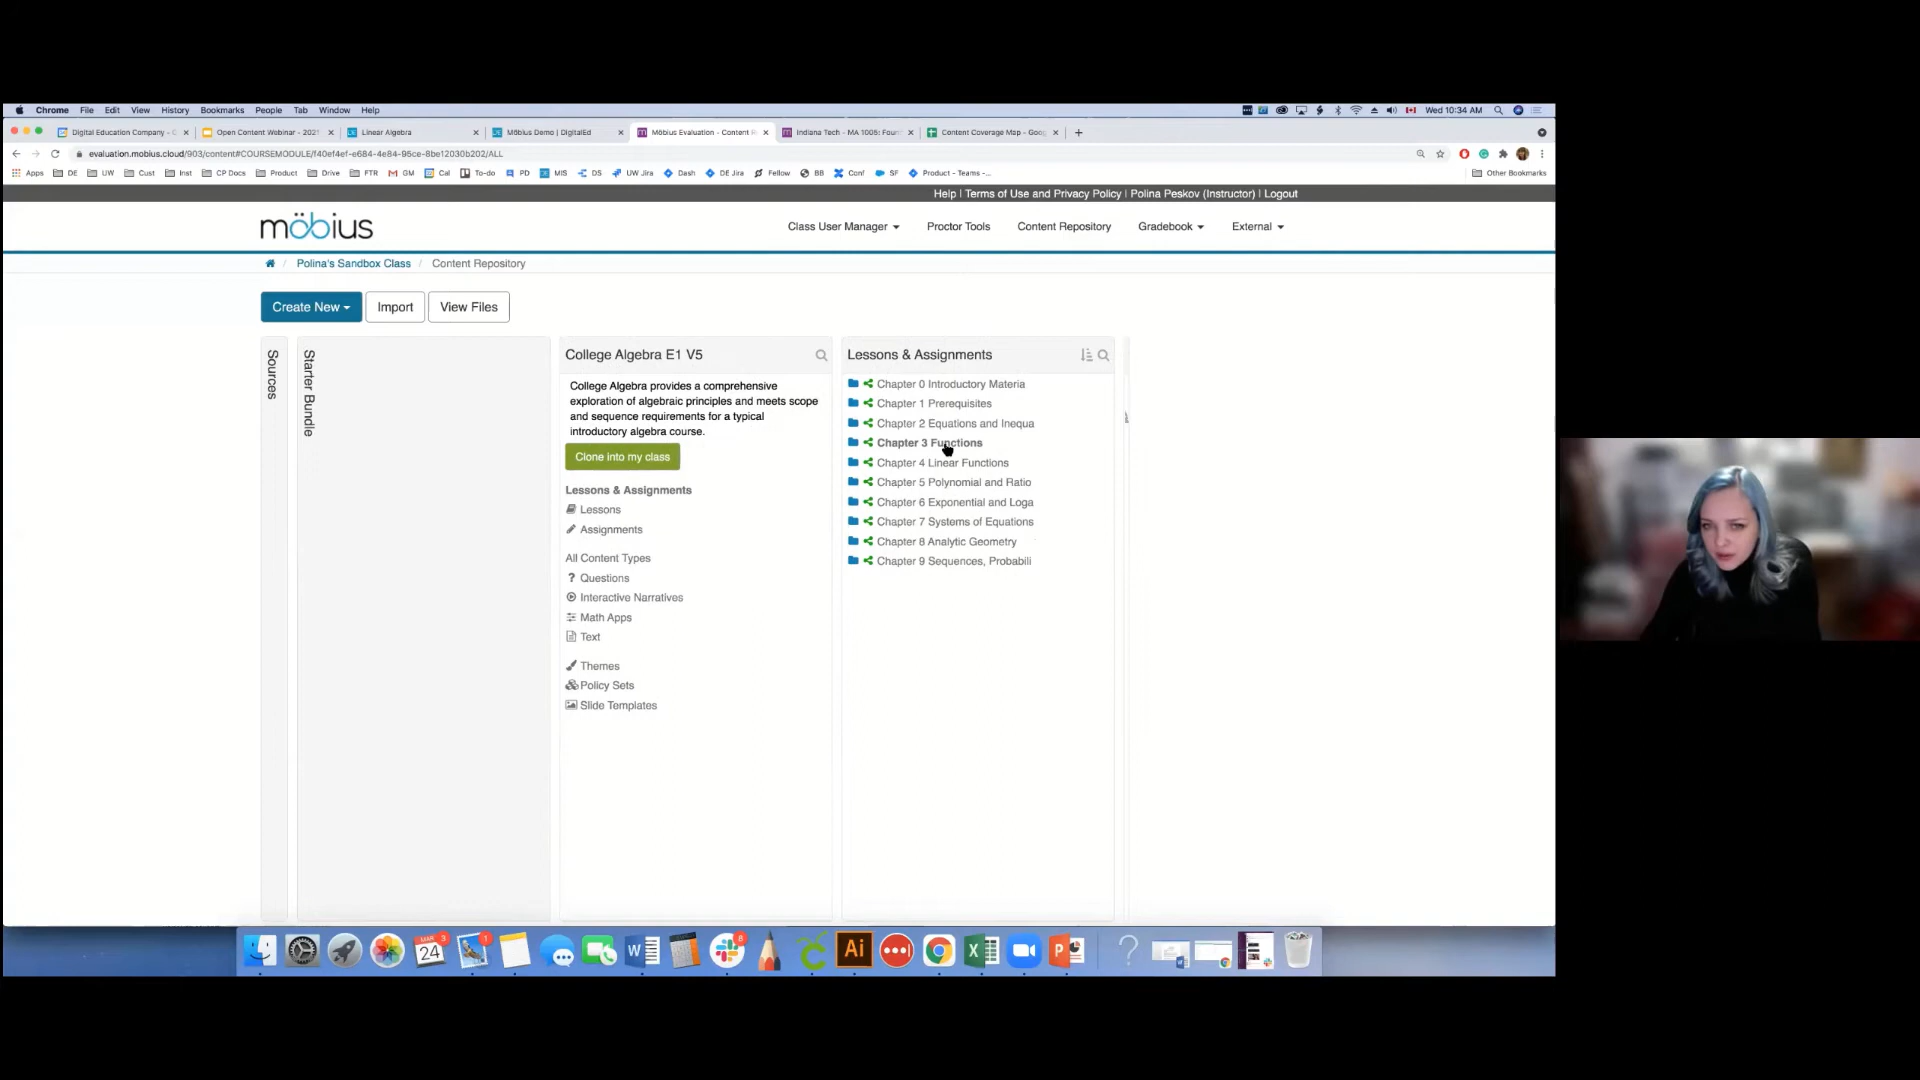 Chrome File Edit View History Bookmarks People Tab Window Help Wed 10:34 AM
Digital Education Company - C Open Content Webinar - 2021 Linear Algebra Möbius Demo | DigitalEd Möbius Evaluation - Content R Indiana Tech - MA 1005: Foun Content Coverage Map - Goog
evaluation.mobius.cloud/903/content#COURSEMODULE/f40ef4ef-e684-4e84-95ce-8be12030b202/ALL
Apps DE UW Cust Inst CP Docs Product Drive FTR GM Cal To-do PD MIS DS UW Jira Dash DE Jira Fellow BB Conf SF Product - Teams -... Other Bookmarks
Help | Terms of Use and Privacy Policy | Polina Peskov (Instructor) | Logout
möbius
Class User Manager Proctor Tools Content Repository Gradebook External
Polina's Sandbox Class / Content Repository
Create New Import View Files
Sources
Starter Bundle
College Algebra E1 V5
College Algebra provides a comprehensive
exploration of algebraic principles and meets scope
and sequence requirements for a typical
introductory algebra course.
Clone into my class
Lessons & Assignments
Lessons
Assignments
All Content Types
? Questions
Interactive Narratives
Math Apps
Text
Themes
Policy Sets
Slide Templates
Lessons & Assignments
Chapter 0 Introductory Materia
Chapter 1 Prerequisites
Chapter 2 Equations and Inequa
Chapter 3 Functions
Chapter 4 Linear Functions
Chapter 5 Polynomial and Ratio
Chapter 6 Exponential and Loga
Chapter 7 Systems of Equations
Chapter 8 Analytic Geometry
Chapter 9 Sequences, Probabili
MAR 3
24
1
W
8
Ai
X
P
?